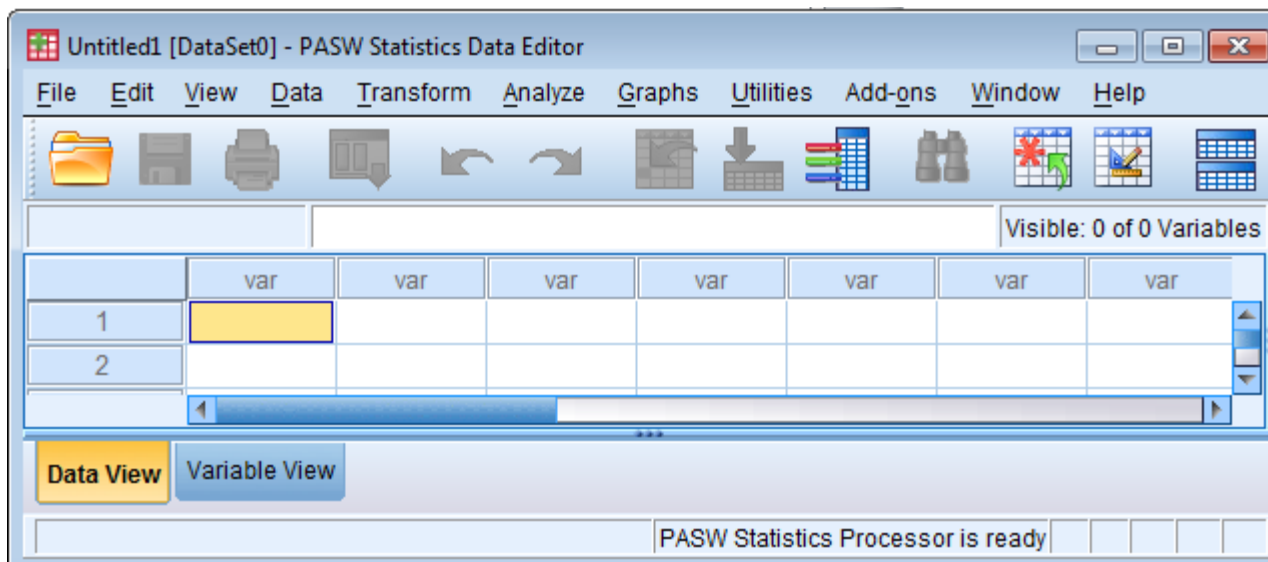 Untitled1 [DataSet0] - PASW Statistics Data Editor
File Edit View Data Transform Analyze Graphs Utilities Add-ons Window Help
Visible: 0 of 0 Variables
var var var var var var var
1
2
Data View Variable View
PASW Statistics Processor is ready